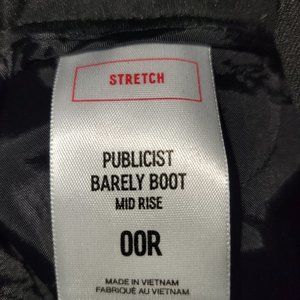 STRETCH
PUBLICIST
BARELY BOOT
MID RISE
00R
MADE IN VIETNAM
FABRIQUÉ AU VIETNAM